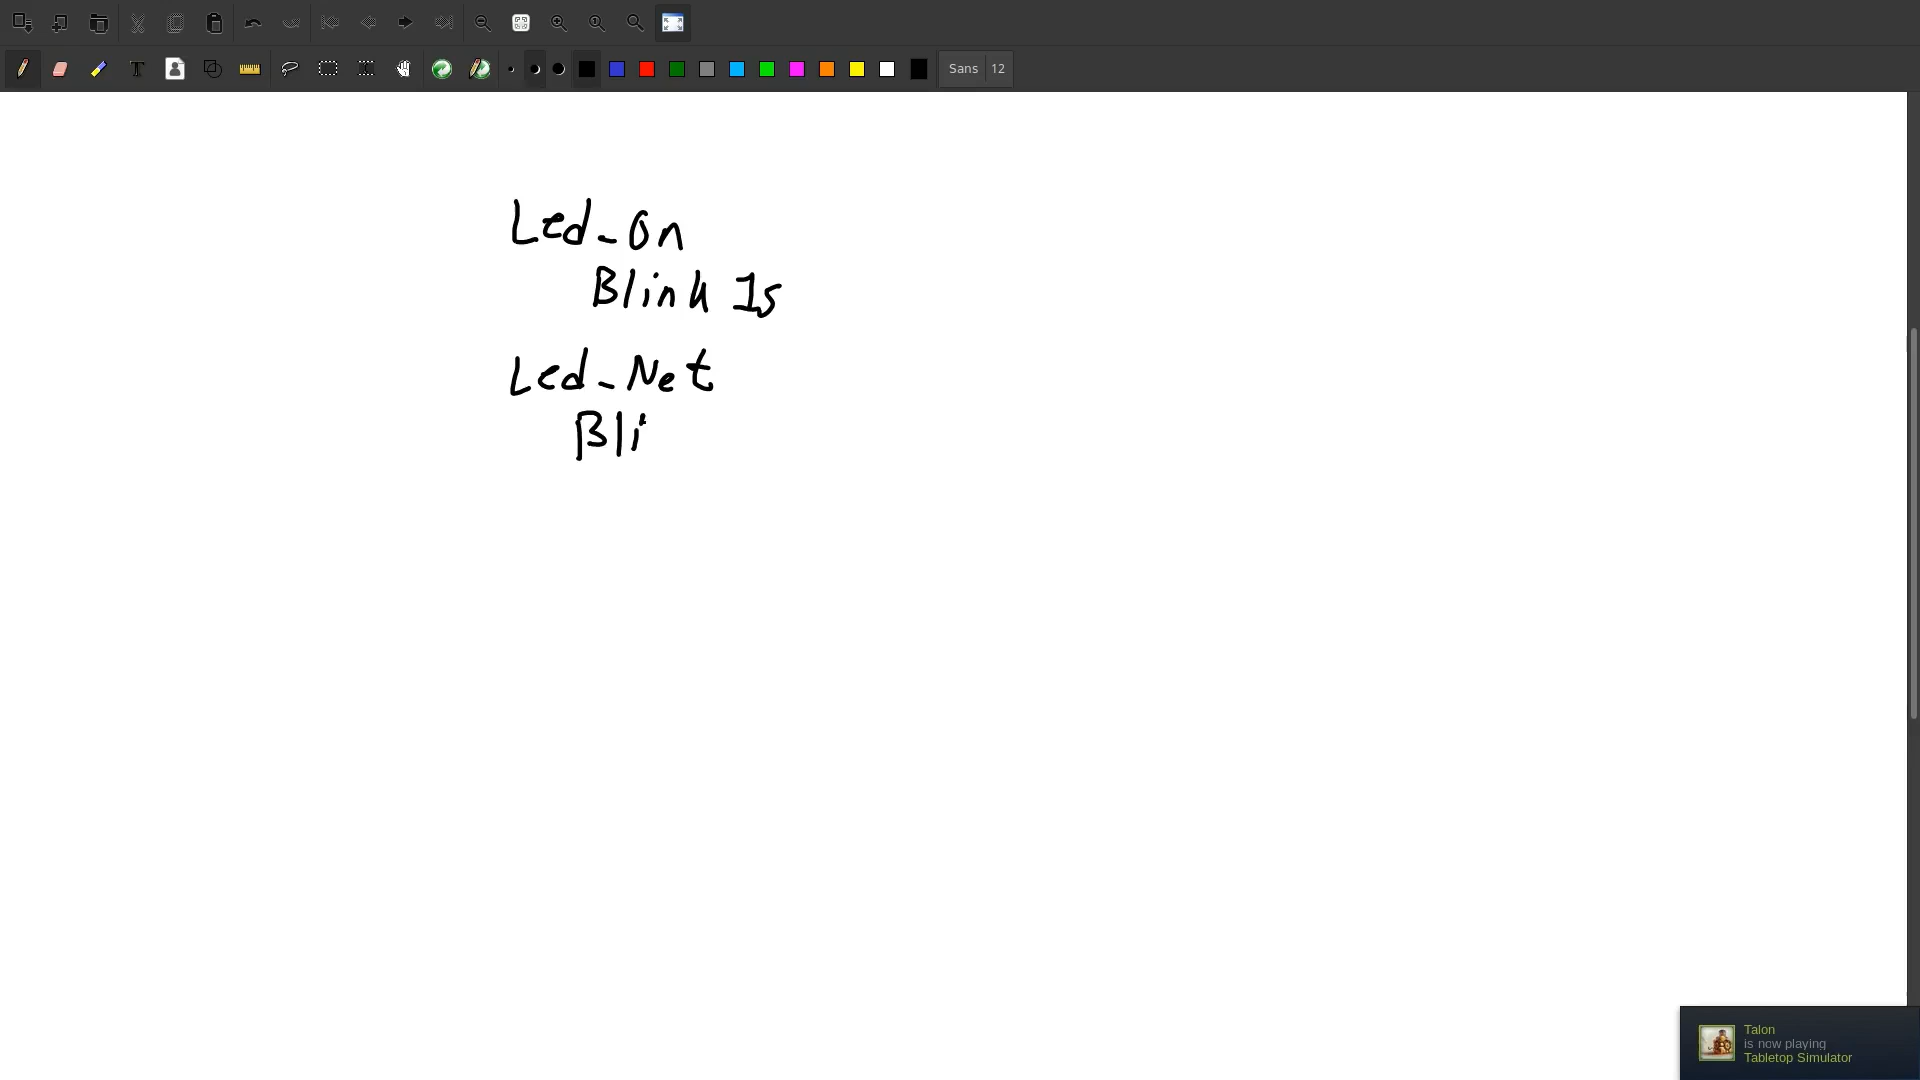 Sans 12
Led_On
Blink 1s
Led_Net
Bli
Talon
is now playing
Tabletop Simulator